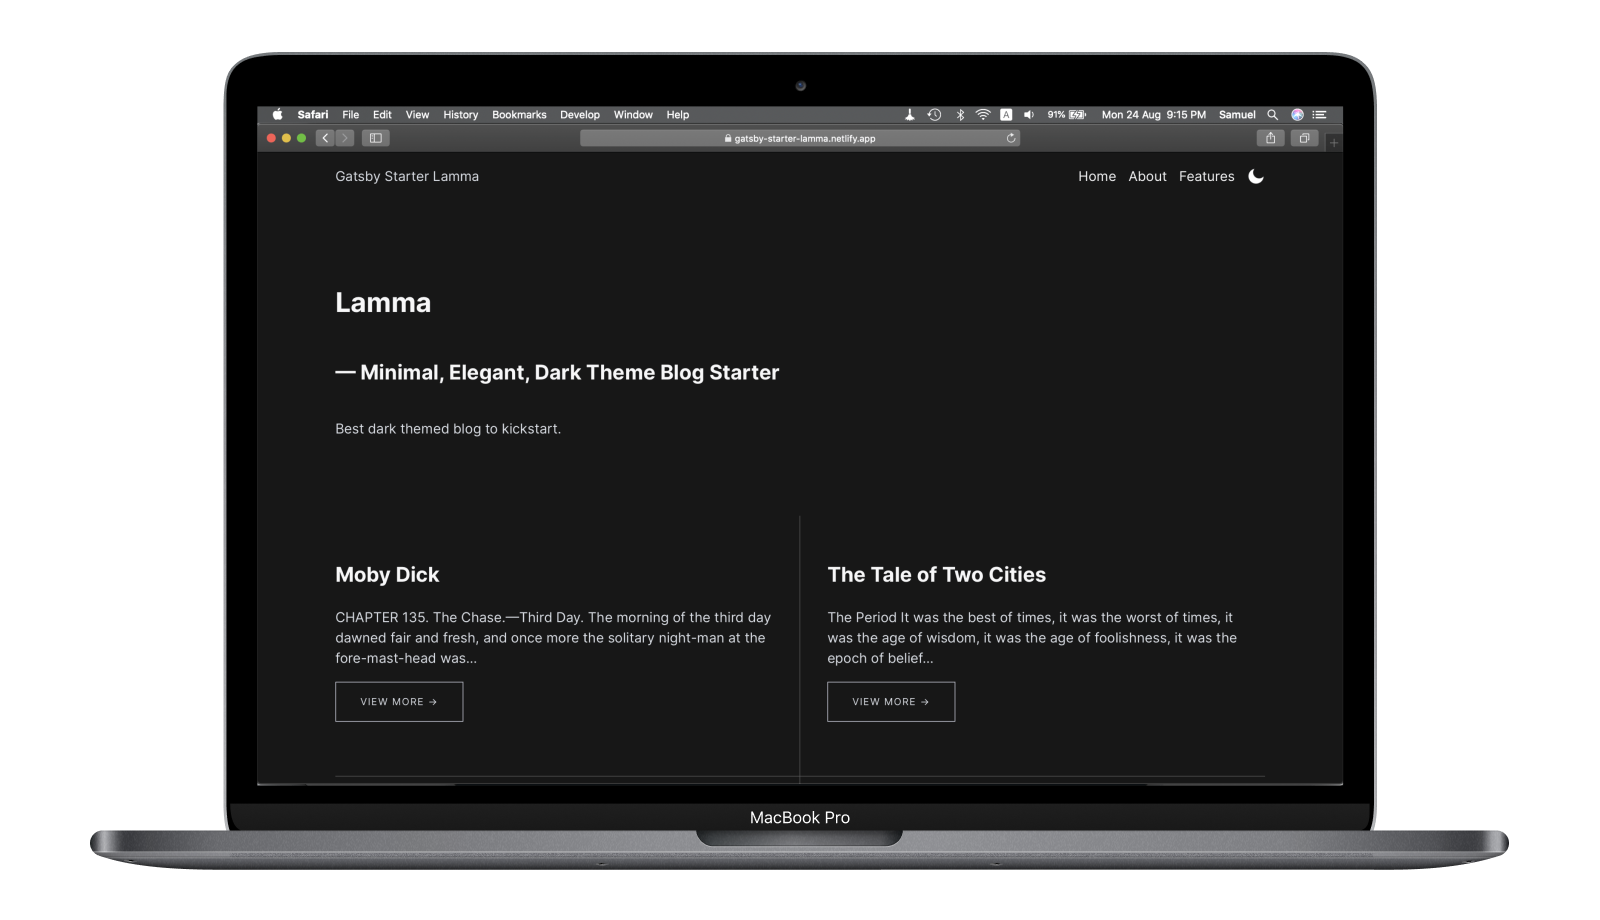 Safari File Edit View History Bookmarks Develop Window Help A 91% Mon 24 Aug 9:15 PM Samuel
gatsby-starter-lamma.netlify.app
Gatsby Starter Lamma Home About Features
Lamma
— Minimal, Elegant, Dark Theme Blog Starter
Best dark themed blog to kickstart.
Moby Dick
CHAPTER 135. The Chase.—Third Day. The morning of the third day
dawned fair and fresh, and once more the solitary night-man at the
fore-mast-head was...
VIEW MORE →
The Tale of Two Cities
The Period It was the best of times, it was the worst of times, it
was the age of wisdom, it was the age of foolishness, it was the
epoch of belief...
VIEW MORE →
MacBook Pro